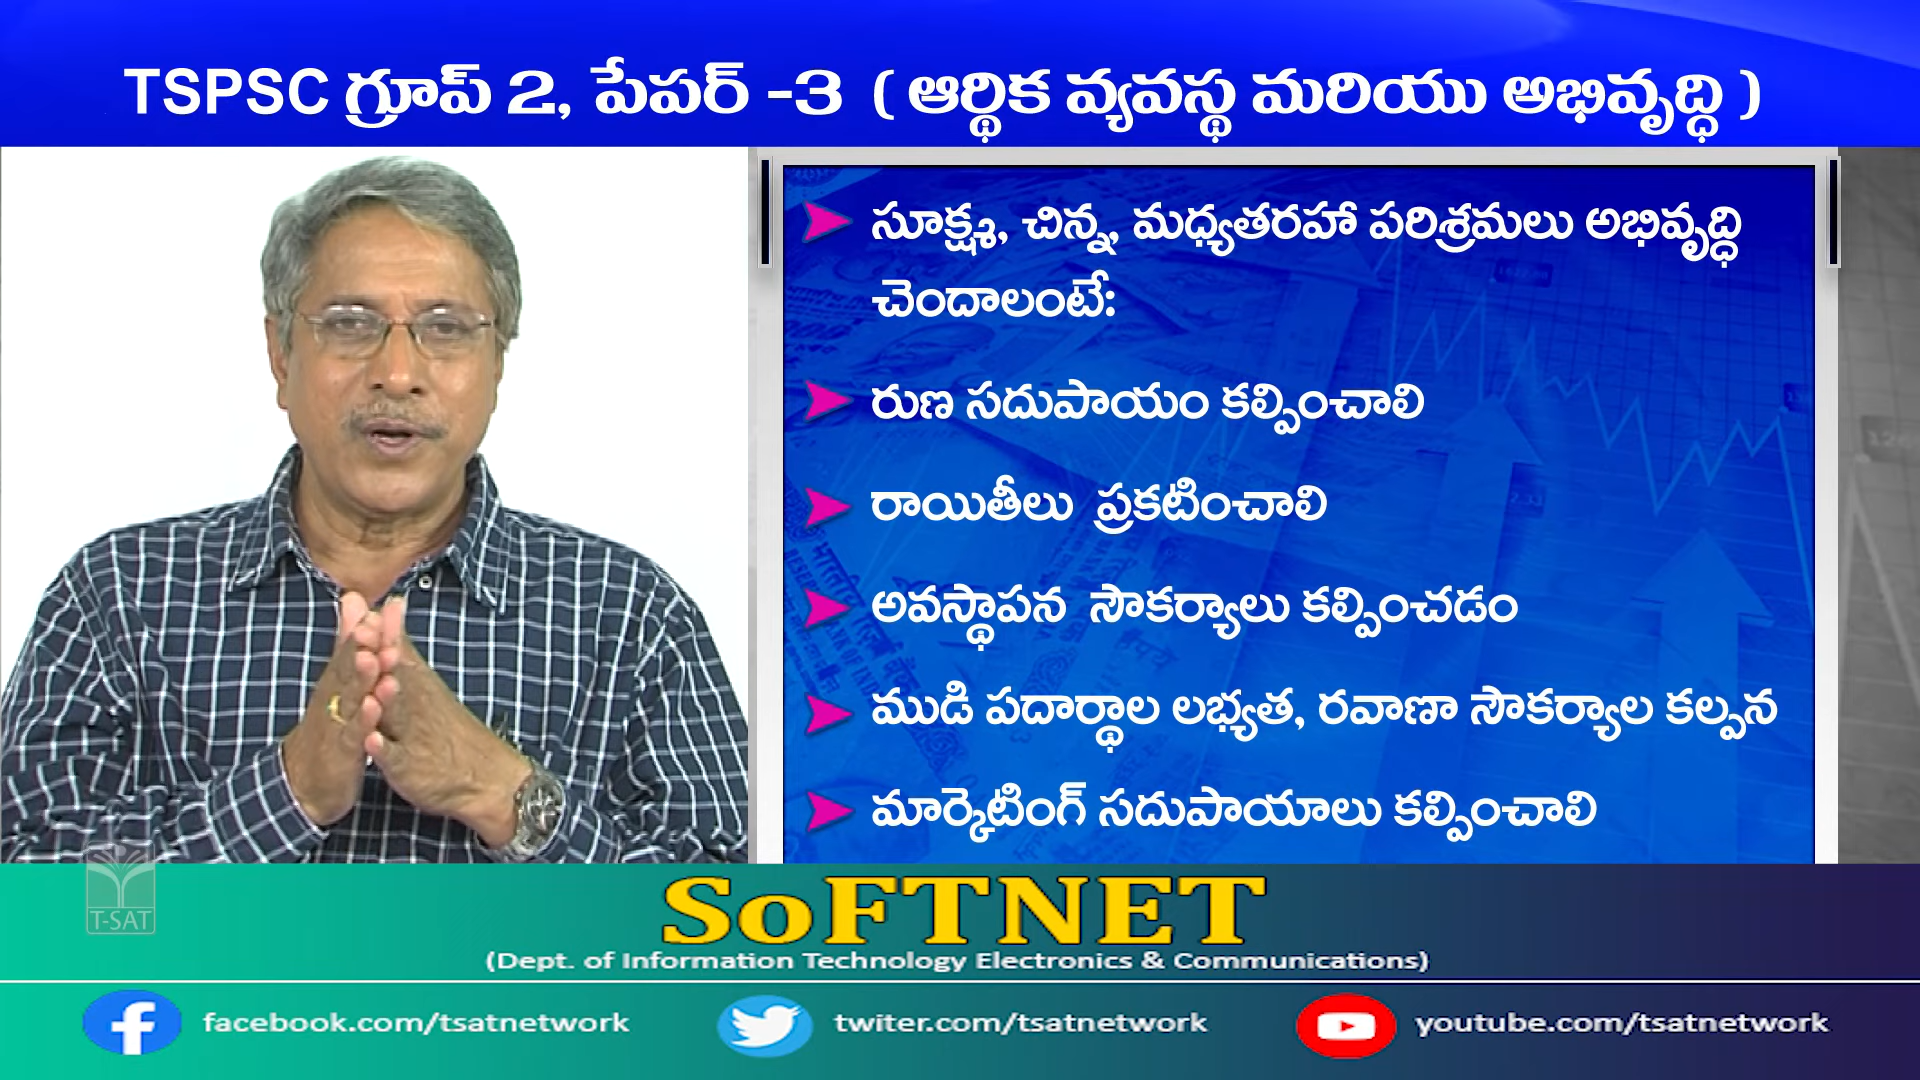 TSPSC గ్రూప్ 2, పేపర్ -3 ( ఆర్థిక వ్యవస్థ మరియు అభివృద్ధి )
సూక్ష్మ, చిన్న, మధ్యతరహా పరిశ్రమలు అభివృద్ధి
చెందాలంటే:
రుణ సదుపాయం కల్పించాలి
రాయితీలు ప్రకటించాలి
అవస్థాపన సౌకర్యాలు కల్పించడం
ముడి పదార్థాల లభ్యత, రవాణా సౌకర్యాల కల్పన
మార్కెటింగ్ సదుపాయాలు కల్పించాలి
T-SAT
SoFTNET
(Dept. of Information Technology Electronics & Communications)
facebook.com/tsatnetwork
twiter.com/tsatnetwork
youtube.com/tsatnetwork